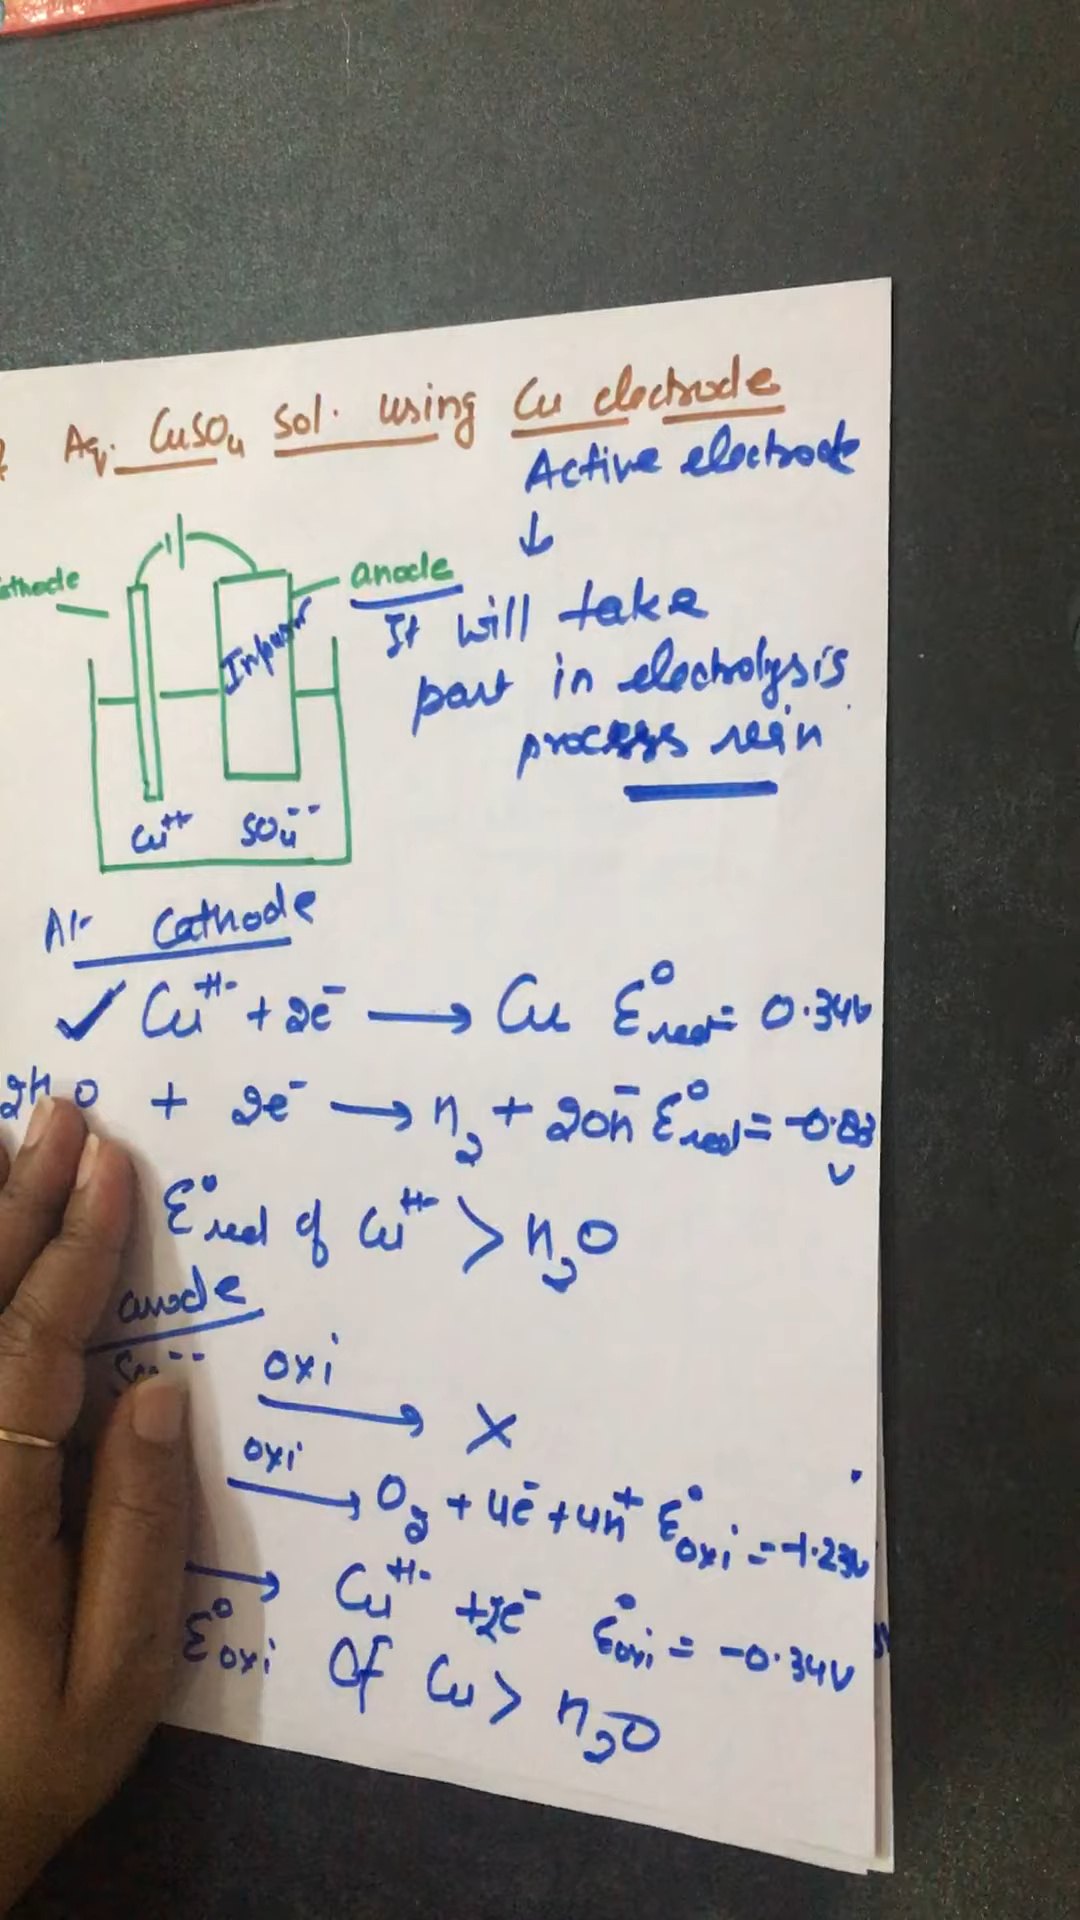 Aq. CuSO4 Sol. using Cu electrode
Active electrode
↓
cathode
anode
It will take
part in electrolysis
process rxn
Impure
Cu++ SO4--
At Cathode
✓ Cu++ + 2e- → Cu E°red = 0.34v
2H2O + 2e- → H2 + 2OH- E°red = -0.83 v
E°red of Cu++ > H2O
anode
oxi → ×
oxi → O2 + 4e- + 4H+ E°oxi = -1.23v
→ Cu++ + 2e- E°oxi = -0.34v
E°oxi Of Cu > H2O